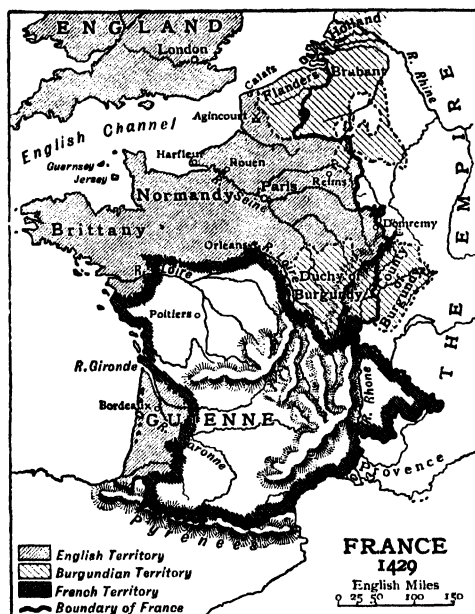 ENGLAND
London
Holland
Calais
Flanders
Brabant
R. Rhine
Agincourt
English Channel
Harfleur
Rouen
Guernsey
Jersey
Normandy
Seine
Paris
Reims
THE EMPIRE
Brittany
Domremy
Orleans
R. Loire
R. Loire
Duchy of
Burgundy
County
of
Burgundy
Poitiers
R. Gironde
Bordeaux
GUIENNE
R. Garonne
R. Rhone
Provence
Pyrenees
FRANCE
1429
English Miles
0 25 50 100 150
English Territory
Burgundian Territory
French Territory
Boundary of France